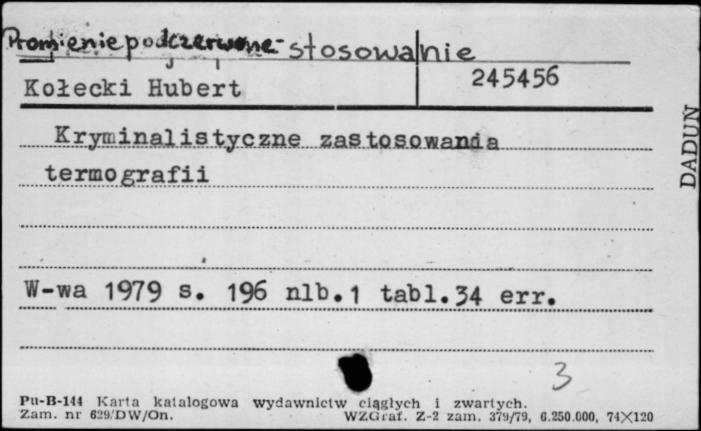 Promienie podczerwone - stosowanie
Kołecki Hubert
245456
Kryminalistyczne zastosowania
termografii
W-wa 1979 s. 196 nlb.1 tabl.34 err.
3
Pu-B-144 Karta katalogowa wydawnictw ciągłych i zwartych.
Zam. nr 629/DW/On. WZGraf. Z-2 zam. 379/79, 6.250.000, 74×120
DADUŃ